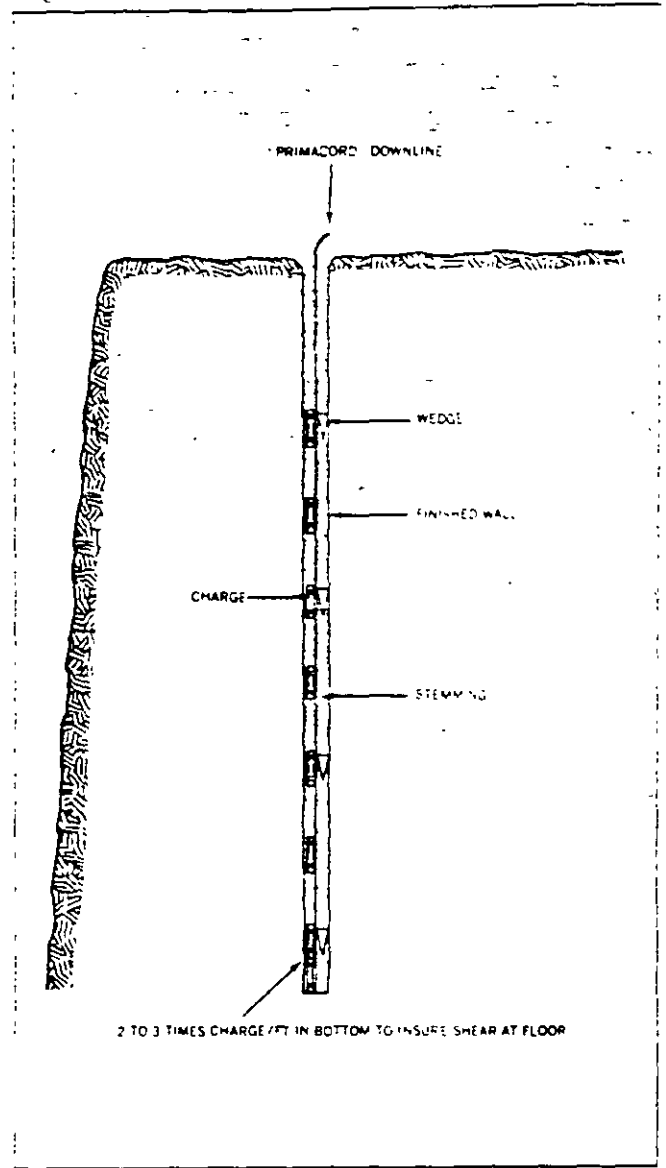 PRIMACORD DOWNLINE
WEDGE
FINISHED WALL
CHARGE
STEMMING
2 TO 3 TIMES CHARGE/FT IN BOTTOM TO INSURE SHEAR AT FLOOR